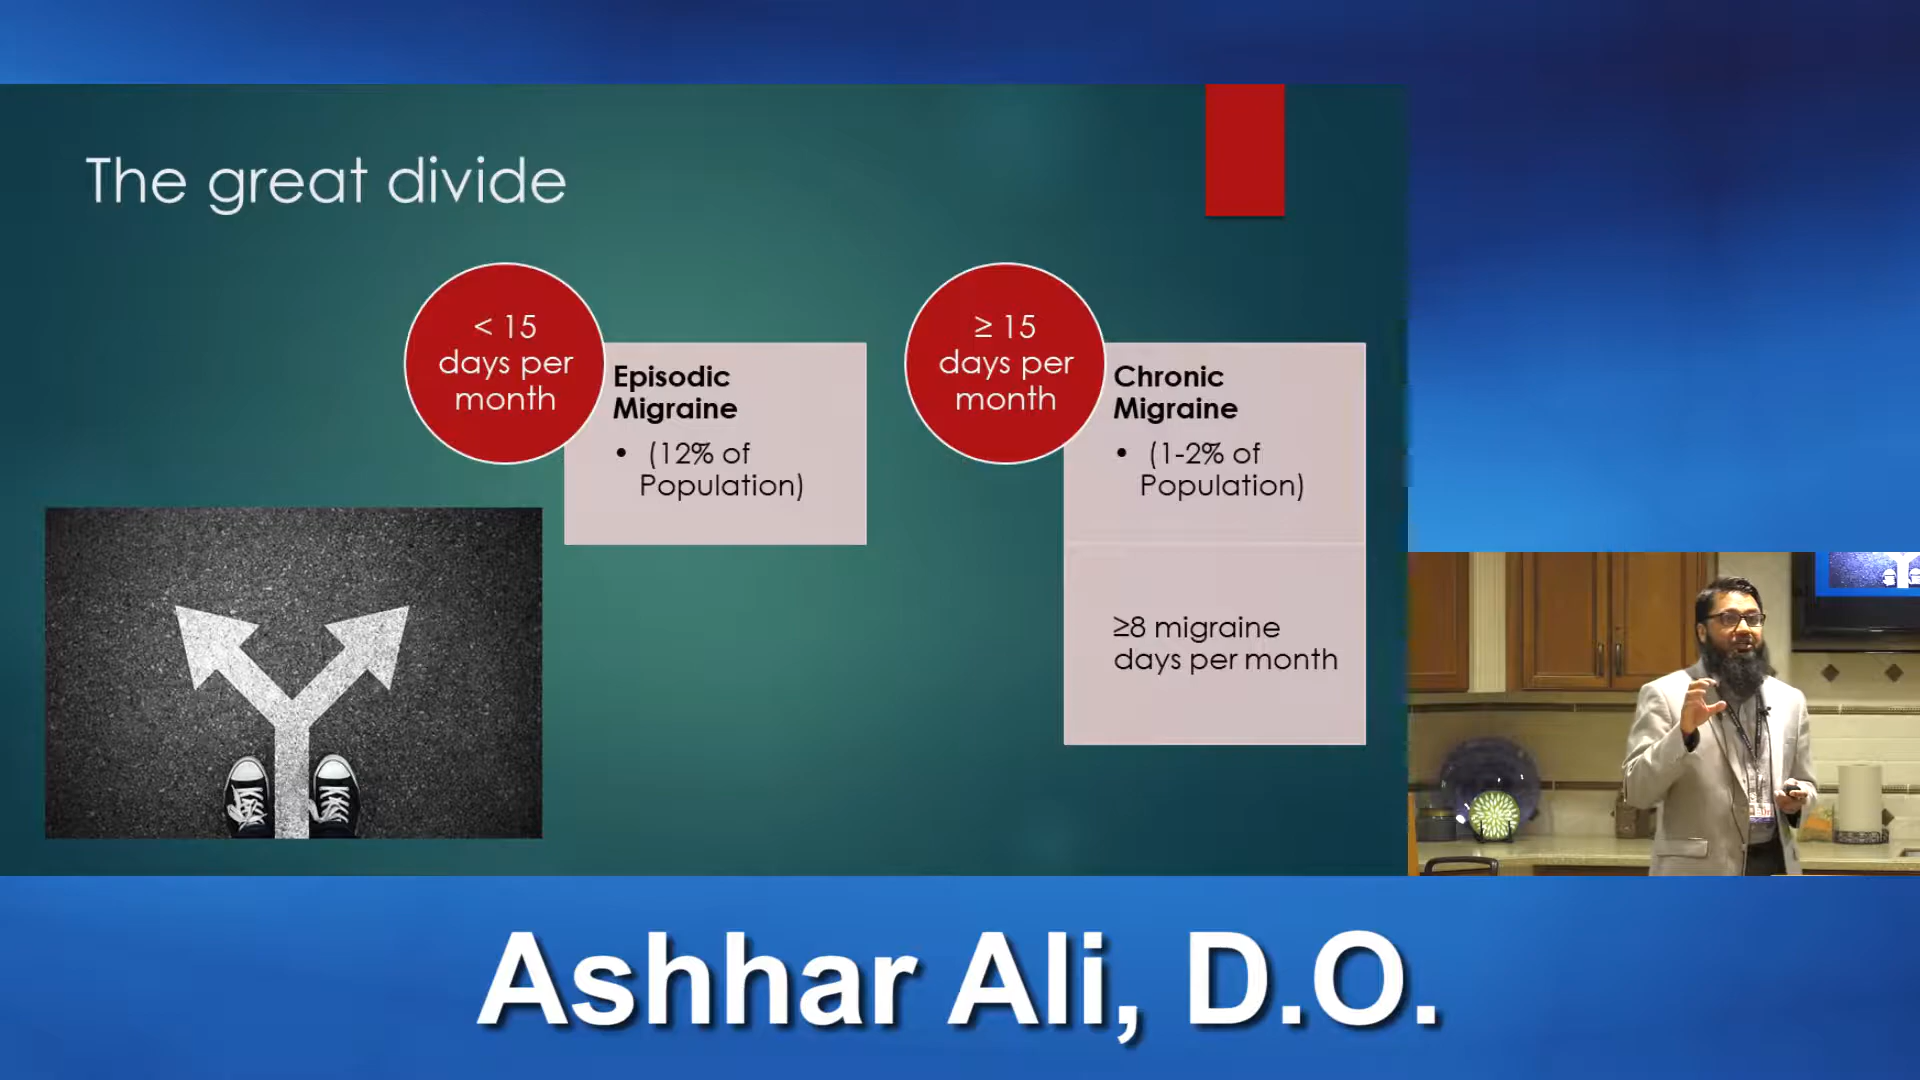 The great divide
< 15
days per
month
Episodic
Migraine
• (12% of
Population)
≥ 15
days per
month
Chronic
Migraine
• (1-2% of
Population)
≥8 migraine
days per month
Ashhar Ali, D.O.